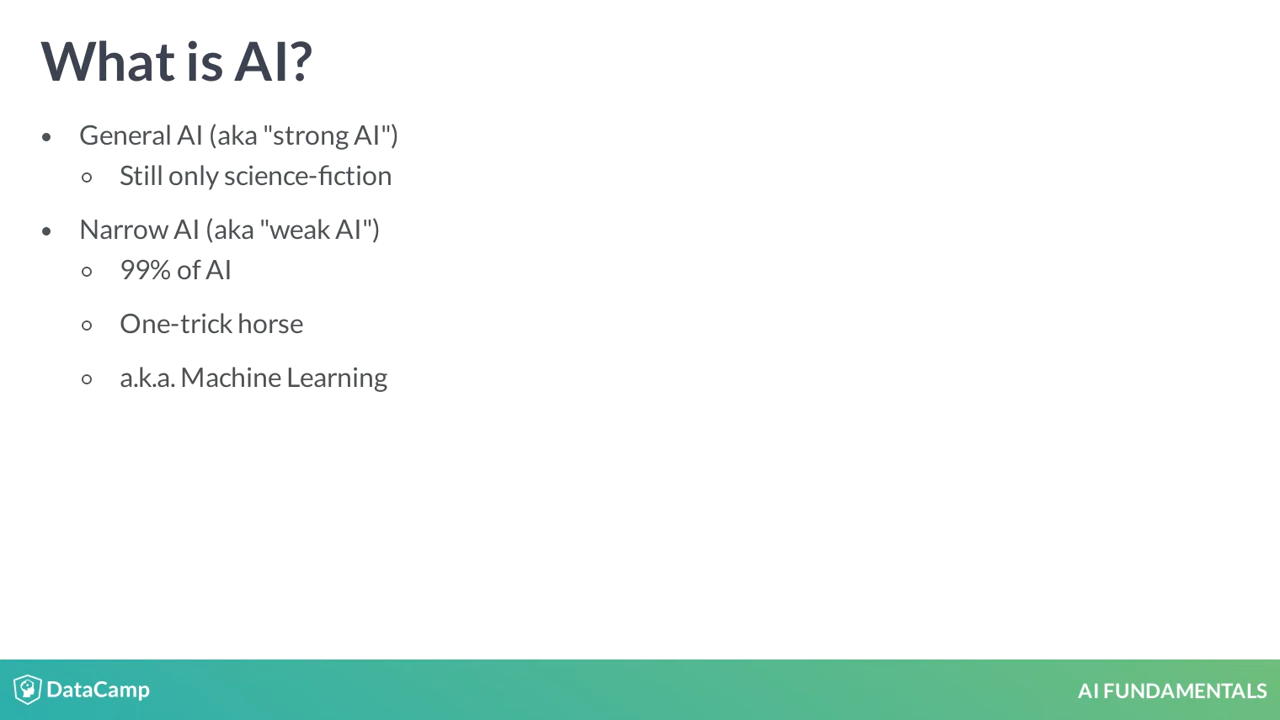 What is AI?
• General AI (aka "strong AI")
○ Still only science-fiction
• Narrow AI (aka "weak AI")
○ 99% of AI
○ One-trick horse
○ a.k.a. Machine Learning
DataCamp
AI FUNDAMENTALS